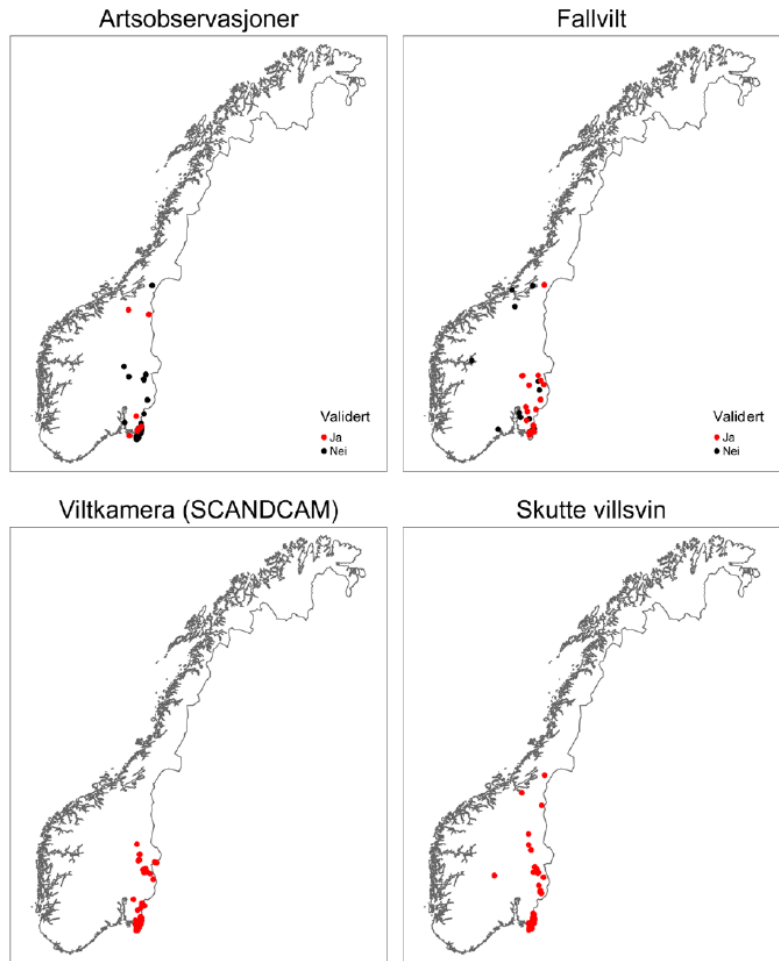 Artsobservasjoner
Fallvilt
Validert
Ja
Nei
Validert
Ja
Nei
Viltkamera (SCANDCAM)
Skutte villsvin